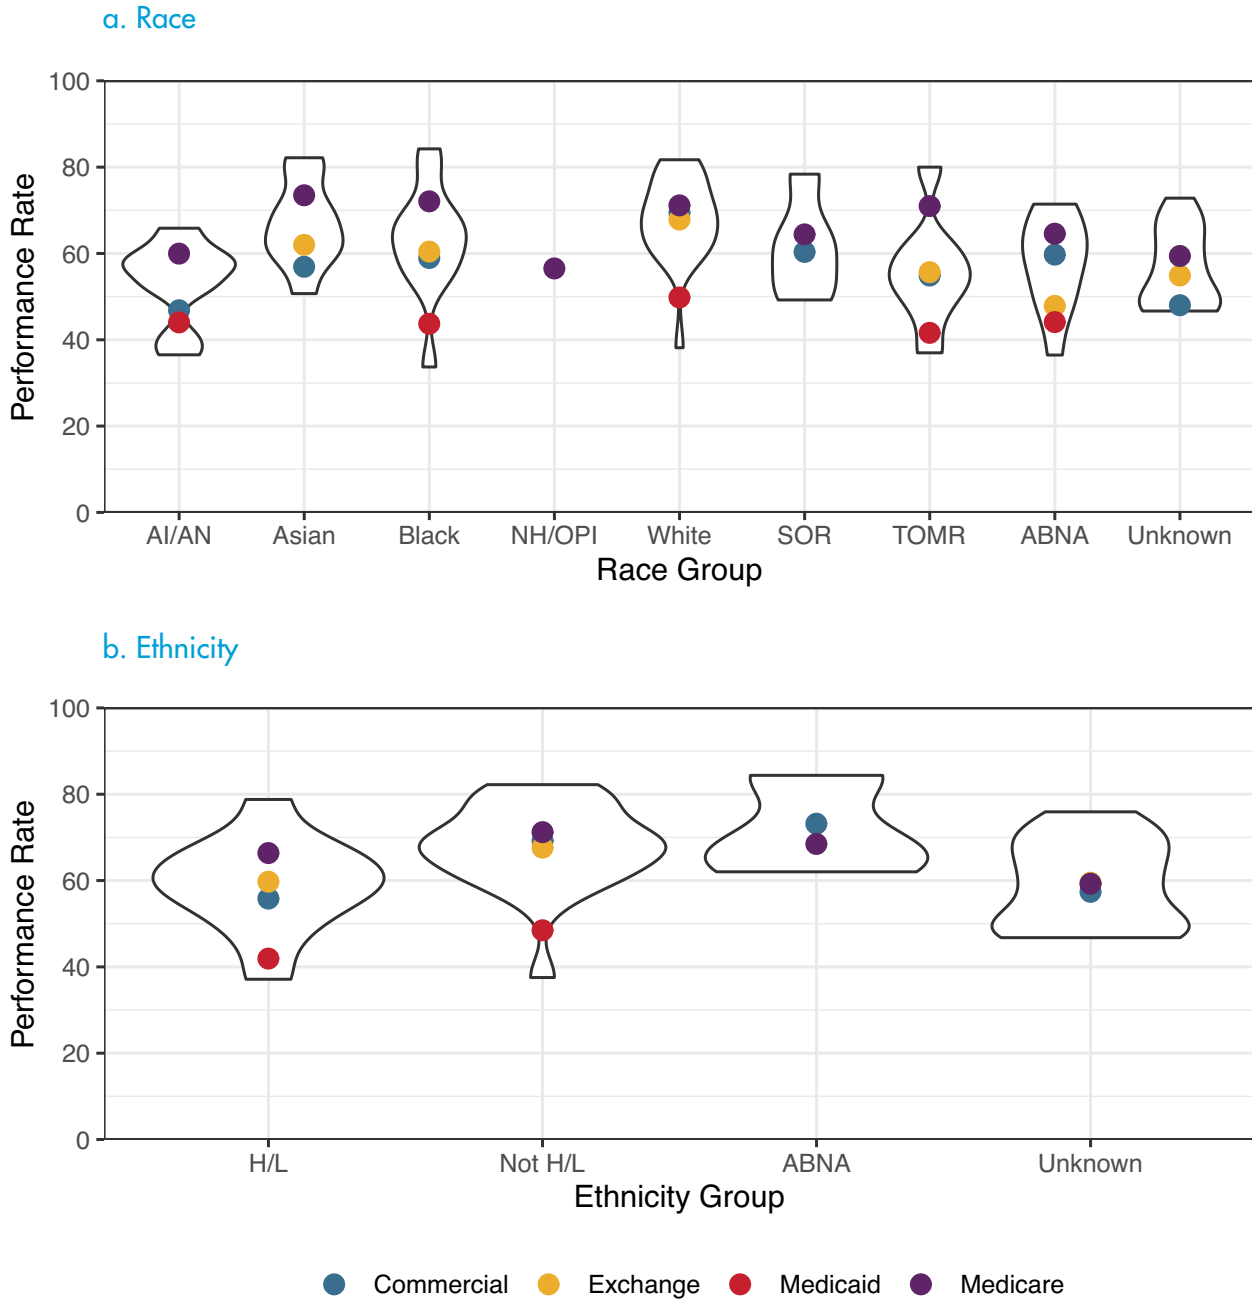 a. Race
100
80
60
40
20
0
Performance Rate
AI/AN Asian Black NH/OPI White SOR TOMR ABNA Unknown
Race Group
b. Ethnicity
100
80
60
40
20
0
Performance Rate
H/L Not H/L ABNA Unknown
Ethnicity Group
Commercial Exchange Medicaid Medicare